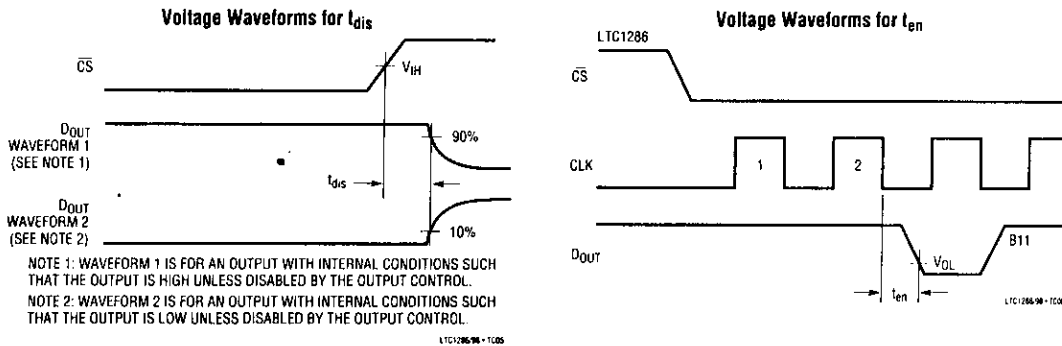 Voltage Waveforms for tdis
CS
VIH
DOUT
WAVEFORM 1
(SEE NOTE 1)
90%
tdis
DOUT
WAVEFORM 2
(SEE NOTE 2)
10%
NOTE 1: WAVEFORM 1 IS FOR AN OUTPUT WITH INTERNAL CONDITIONS SUCH
THAT THE OUTPUT IS HIGH UNLESS DISABLED BY THE OUTPUT CONTROL.
NOTE 2: WAVEFORM 2 IS FOR AN OUTPUT WITH INTERNAL CONDITIONS SUCH
THAT THE OUTPUT IS LOW UNLESS DISABLED BY THE OUTPUT CONTROL.
LTC1286/98 • TC05
Voltage Waveforms for ten
LTC1286
CS
CLK
1
2
DOUT
VOL
B11
ten